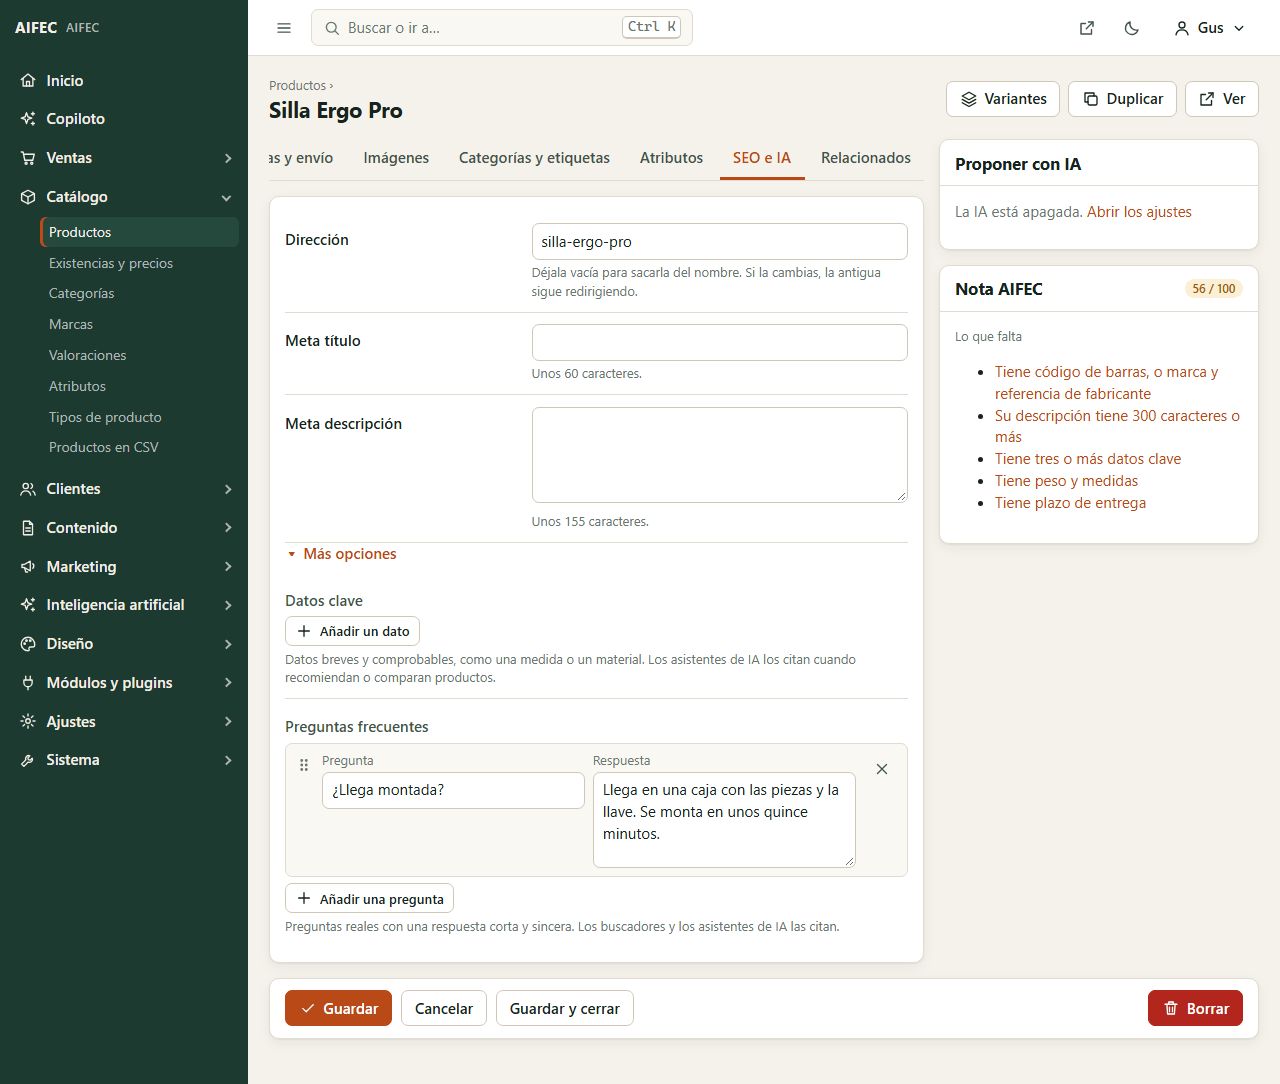 AIFEC AIFEC
Buscar o ir a... Ctrl K
Gus
Inicio
Copiloto
Ventas
Catálogo
Productos
Existencias y precios
Categorías
Marcas
Valoraciones
Atributos
Tipos de producto
Productos en CSV
Clientes
Contenido
Marketing
Inteligencia artificial
Diseño
Módulos y plugins
Ajustes
Sistema
Productos ›
Silla Ergo Pro
Variantes
Duplicar
Ver
as y envío
Imágenes
Categorías y etiquetas
Atributos
SEO e IA
Relacionados
Dirección
silla-ergo-pro
Déjala vacía para sacarla del nombre. Si la cambias, la antigua
sigue redirigiendo.
Meta título
Unos 60 caracteres.
Meta descripción
Unos 155 caracteres.
Más opciones
Datos clave
Añadir un dato
Datos breves y comprobables, como una medida o un material. Los asistentes de IA los citan cuando
recomiendan o comparan productos.
Preguntas frecuentes
Pregunta
¿Llega montada?
Respuesta
Llega en una caja con las piezas y la
llave. Se monta en unos quince
minutos.
Añadir una pregunta
Preguntas reales con una respuesta corta y sincera. Los buscadores y los asistentes de IA las citan.
Guardar
Cancelar
Guardar y cerrar
Borrar
Proponer con IA
La IA está apagada. Abrir los ajustes
Nota AIFEC
56 / 100
Lo que falta
Tiene código de barras, o marca y
referencia de fabricante
Su descripción tiene 300 caracteres o
más
Tiene tres o más datos clave
Tiene peso y medidas
Tiene plazo de entrega